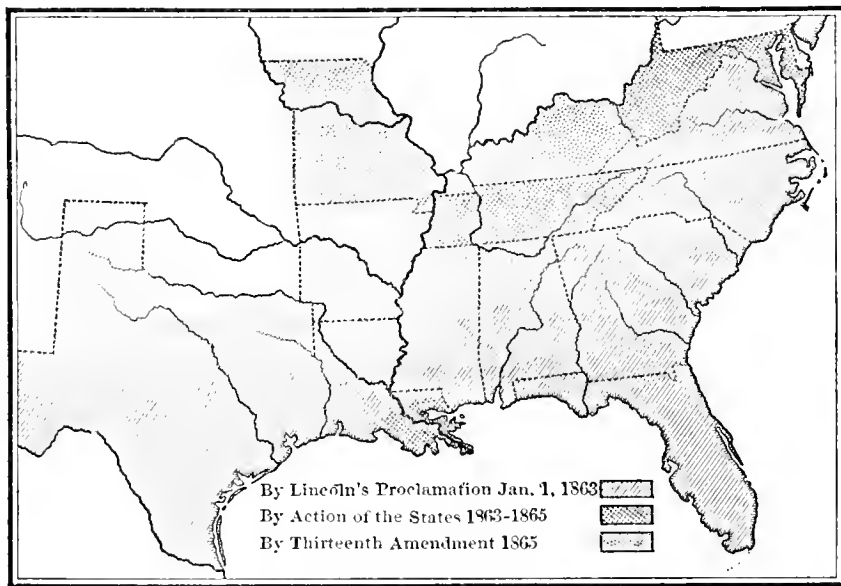 By Lincoln's Proclamation Jan. 1, 1863
By Action of the States 1863-1865
By Thirteenth Amendment 1865